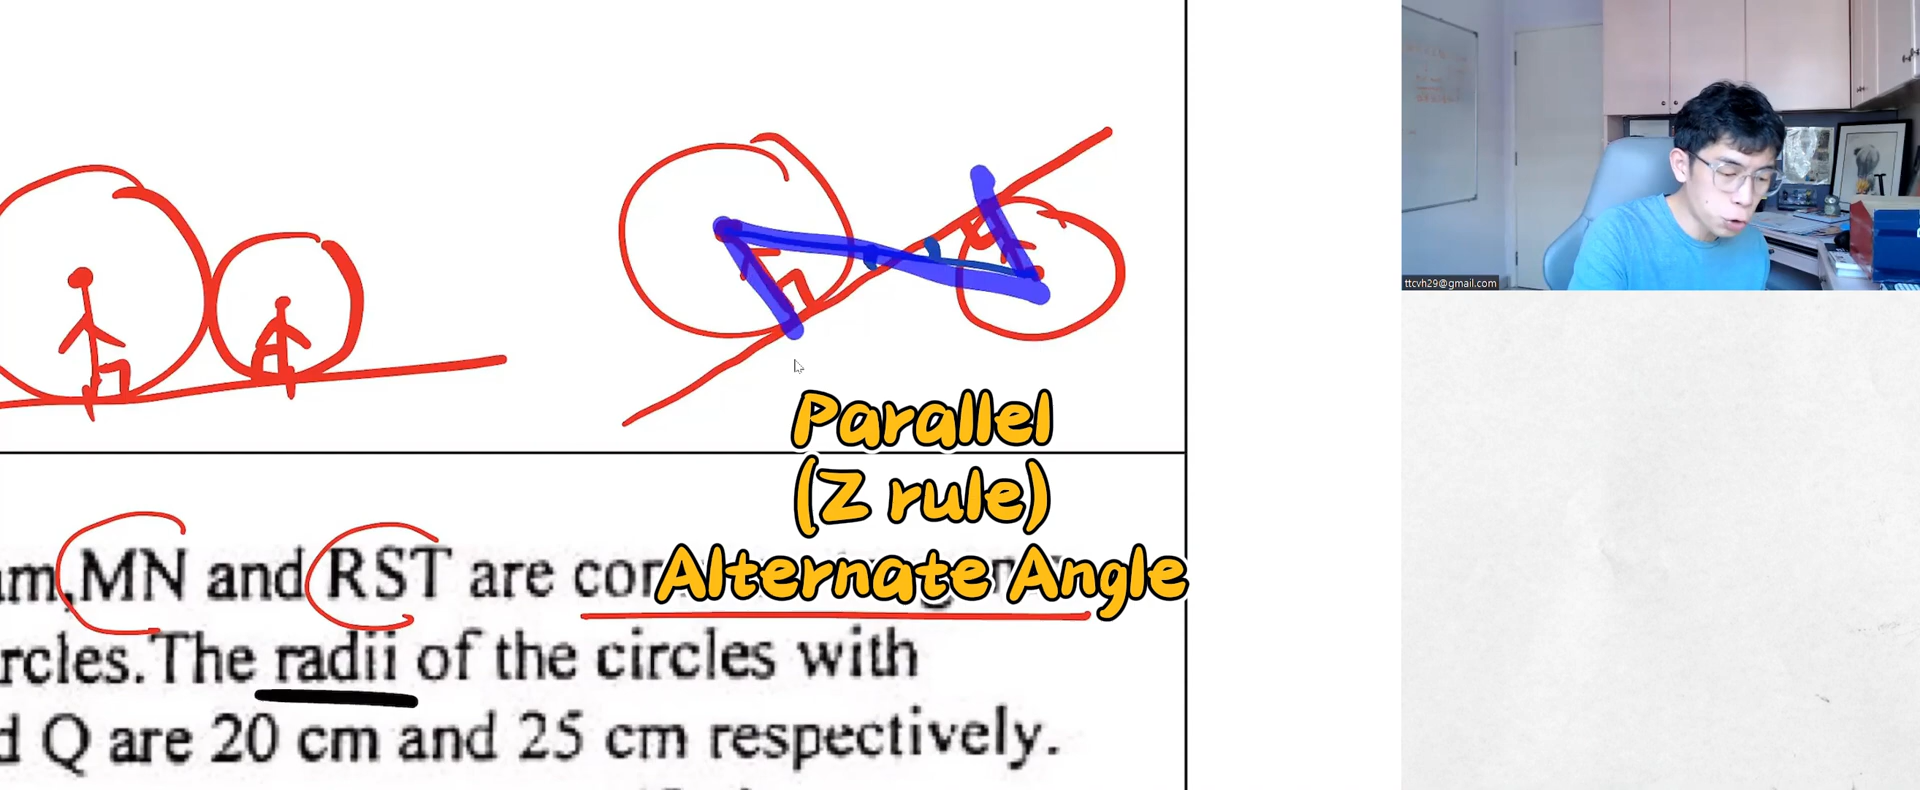 ttcvh29@gmail.com
Parallel
(Z rule)
Alternate Angle
MN and RST are
rcles. The radii of the circles with
Q are 20 cm and 25 cm respectively.